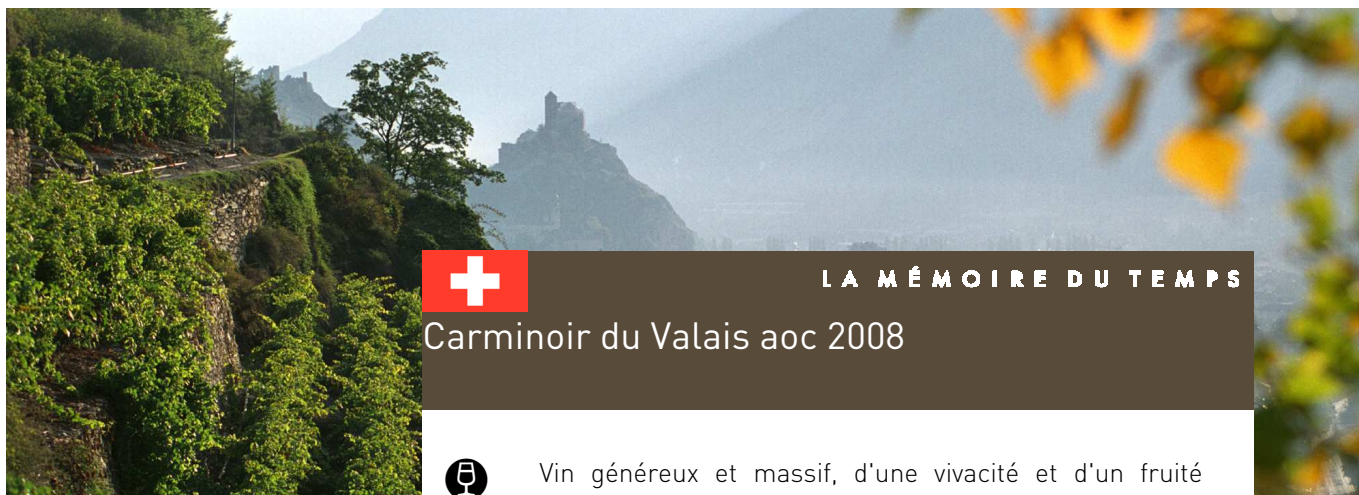 LA MÉMOIRE DU TEMPS
Carminoir du Valais aoc 2008
Vin généreux et massif, d'une vivacité et d'un fruité